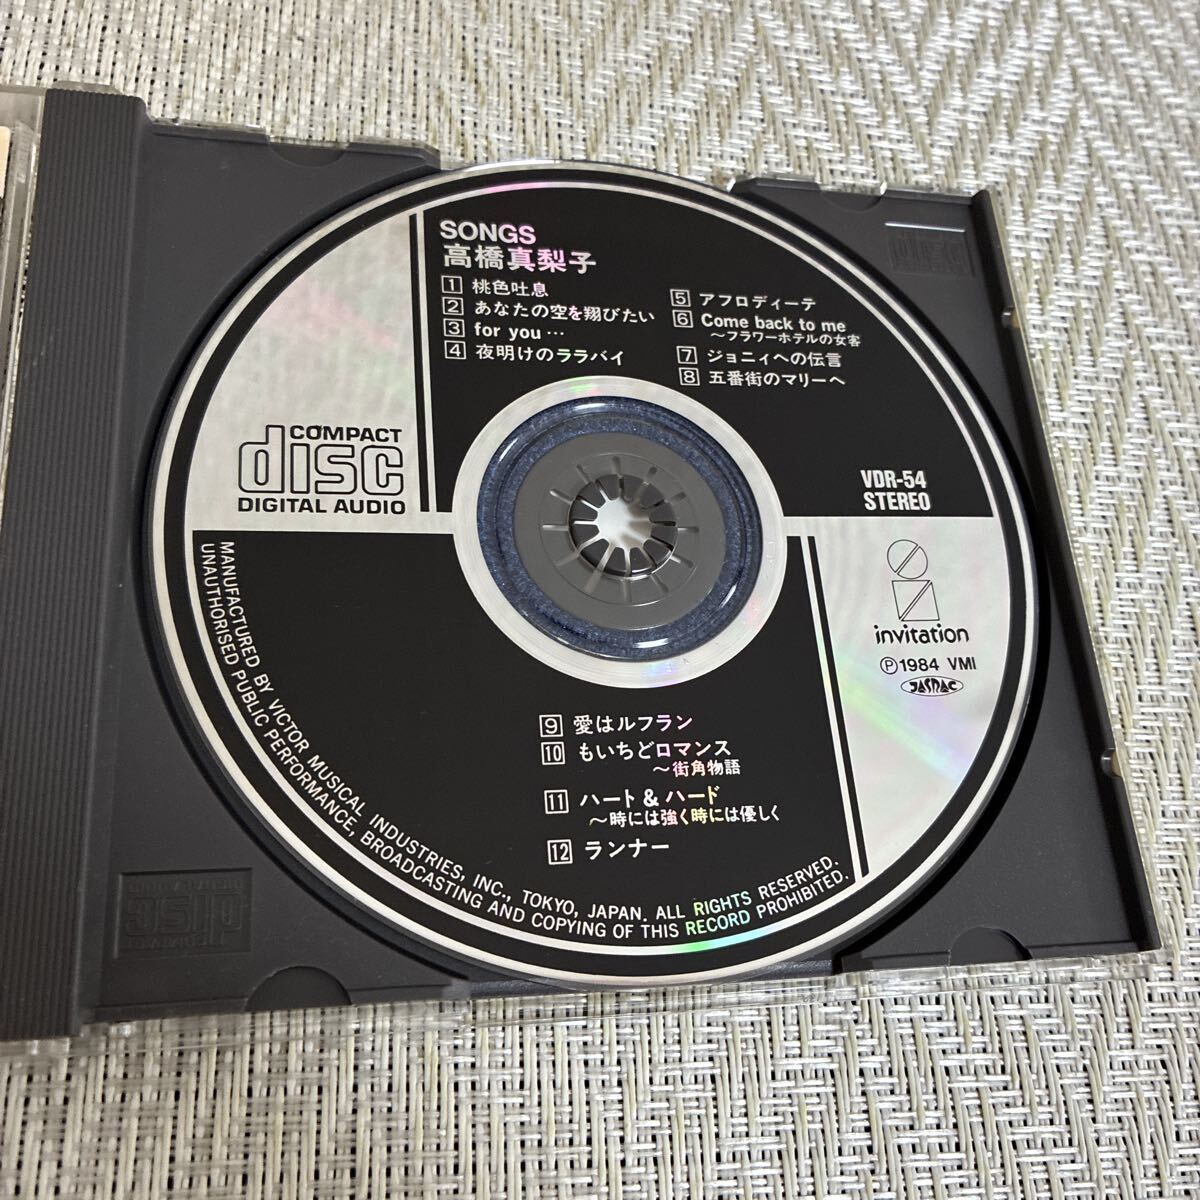 SONGS
高橋真梨子
1 桃色吐息
2 あなたの空を翔びたい
3 for you…
4 夜明けのララバイ
5 アフロディーテ
6 Come back to me
～フラワーホテルの女客
7 ジョニィへの伝言
8 五番街のマリーへ
COMPACT
disc
DIGITAL AUDIO
VDR-54
STEREO
invitation
Ⓟ1984 VMI
JASRAC
9 愛はルフラン
10 もいちどロマンス
～街角物語
11 ハート&ハード
～時には強く時には優しく
12 ランナー
MANUFACTURED BY VICTOR MUSICAL INDUSTRIES, INC., TOKYO, JAPAN. ALL RIGHTS RESERVED.
UNAUTHORISED PUBLIC PERFORMANCE, BROADCASTING AND COPYING OF THIS RECORD PROHIBITED.